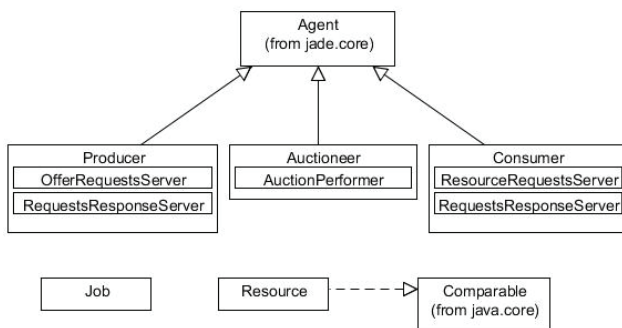 Agent
(from jade.core)
Producer
OfferRequestsServer
RequestsResponseServer
Auctioneer
AuctionPerformer
Consumer
ResourceRequestsServer
RequestsResponseServer
Job
Resource
Comparable
(from java.core)